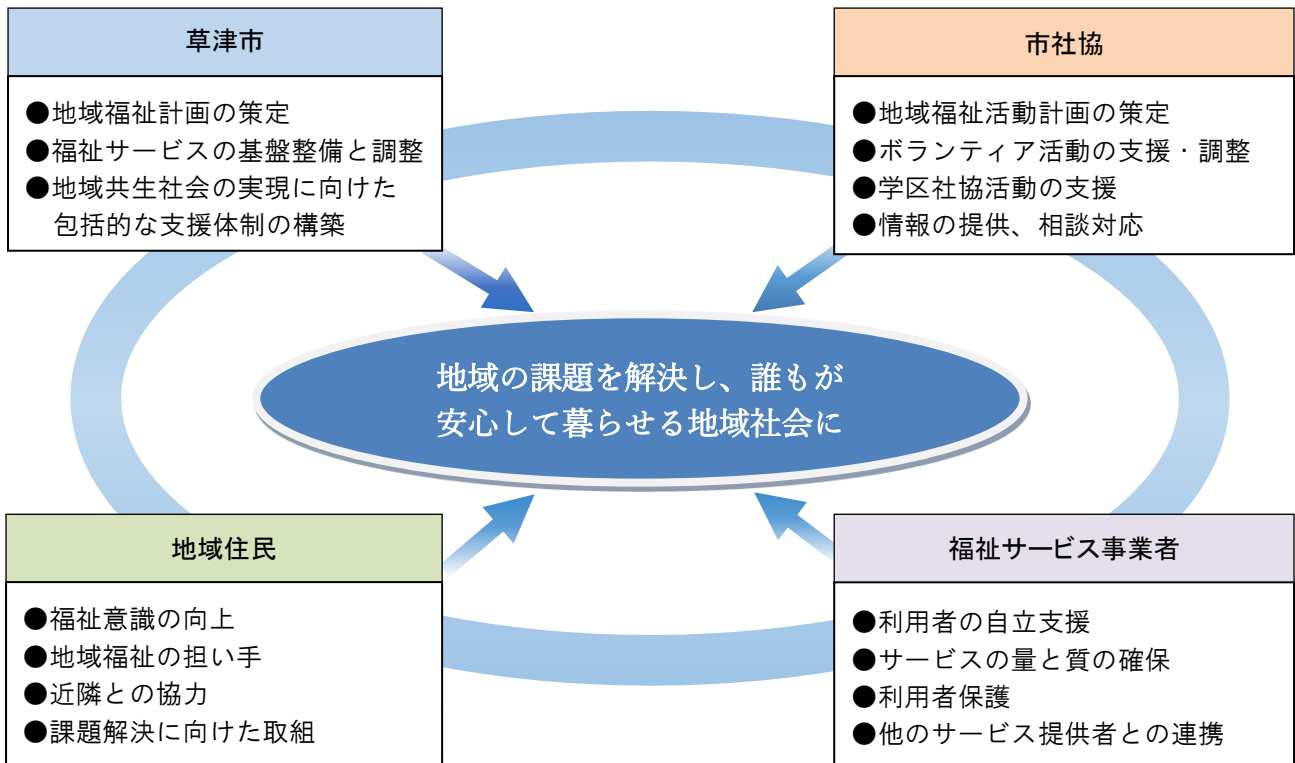 草津市
●地域福祉計画の策定
●福祉サービスの基盤整備と調整
●地域共生社会の実現に向けた
包括的な支援体制の構築
市社協
●地域福祉活動計画の策定
●ボランティア活動の支援・調整
●学区社協活動の支援
●情報の提供、相談対応
地域の課題を解決し、誰もが
安心して暮らせる地域社会に
地域住民
●福祉意識の向上
●地域福祉の担い手
●近隣との協力
●課題解決に向けた取組
福祉サービス事業者
●利用者の自立支援
●サービスの量と質の確保
●利用者保護
●他のサービス提供者との連携